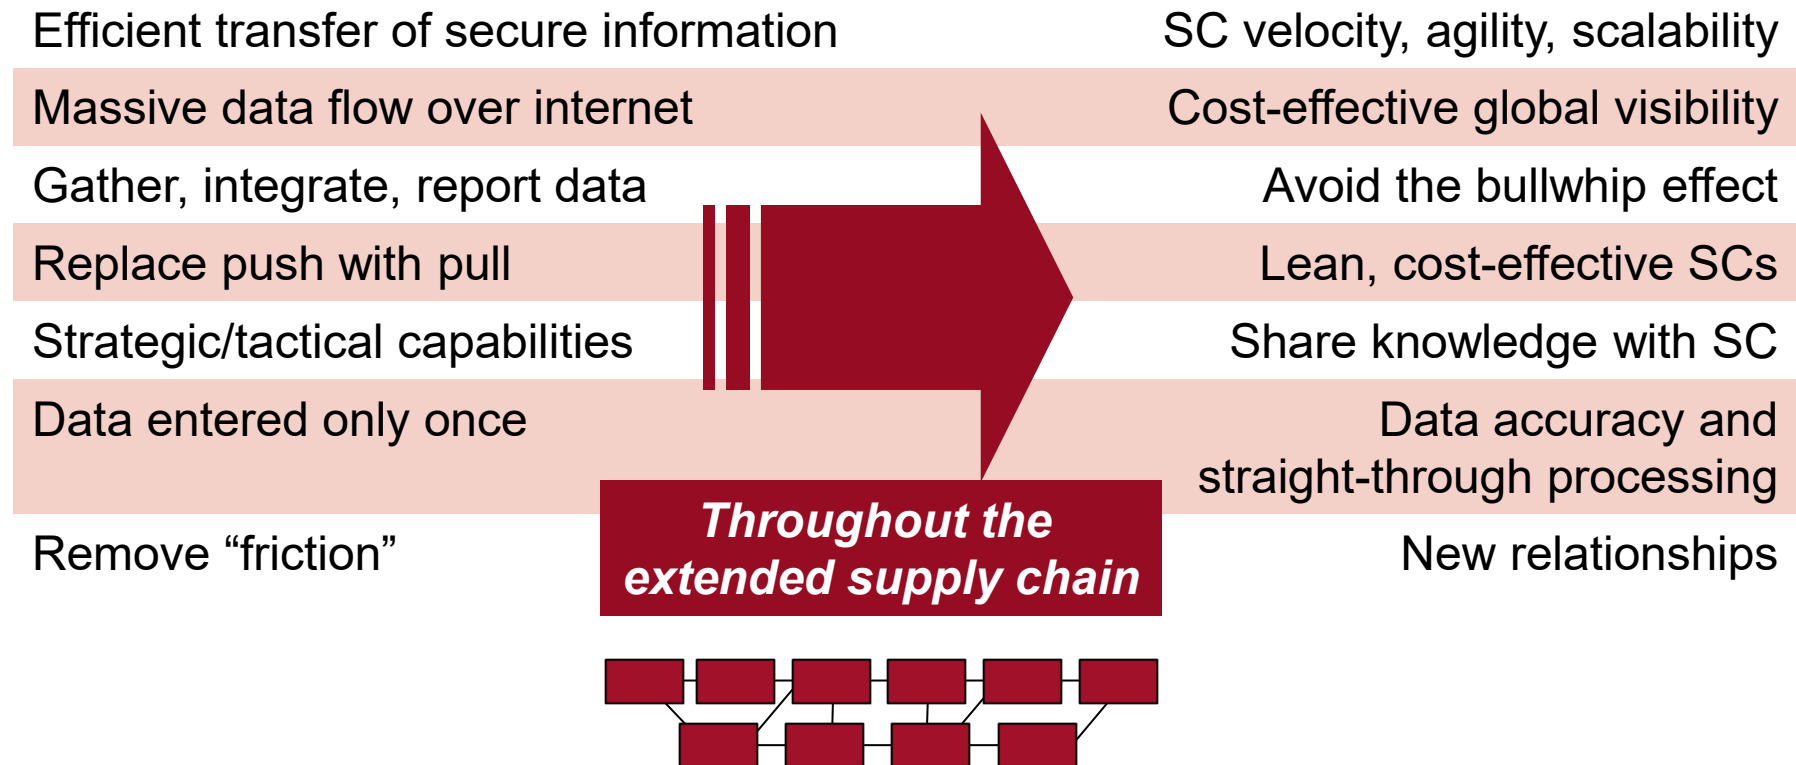 Efficient transfer of secure information
SC velocity, agility, scalability
Massive data flow over internet
Cost-effective global visibility
Gather, integrate, report data
Avoid the bullwhip effect
Replace push with pull
Lean, cost-effective SCs
Strategic/tactical capabilities
Share knowledge with SC
Data entered only once
Data accuracy and
straight-through processing
Remove “friction”
New relationships
Throughout the
extended supply chain